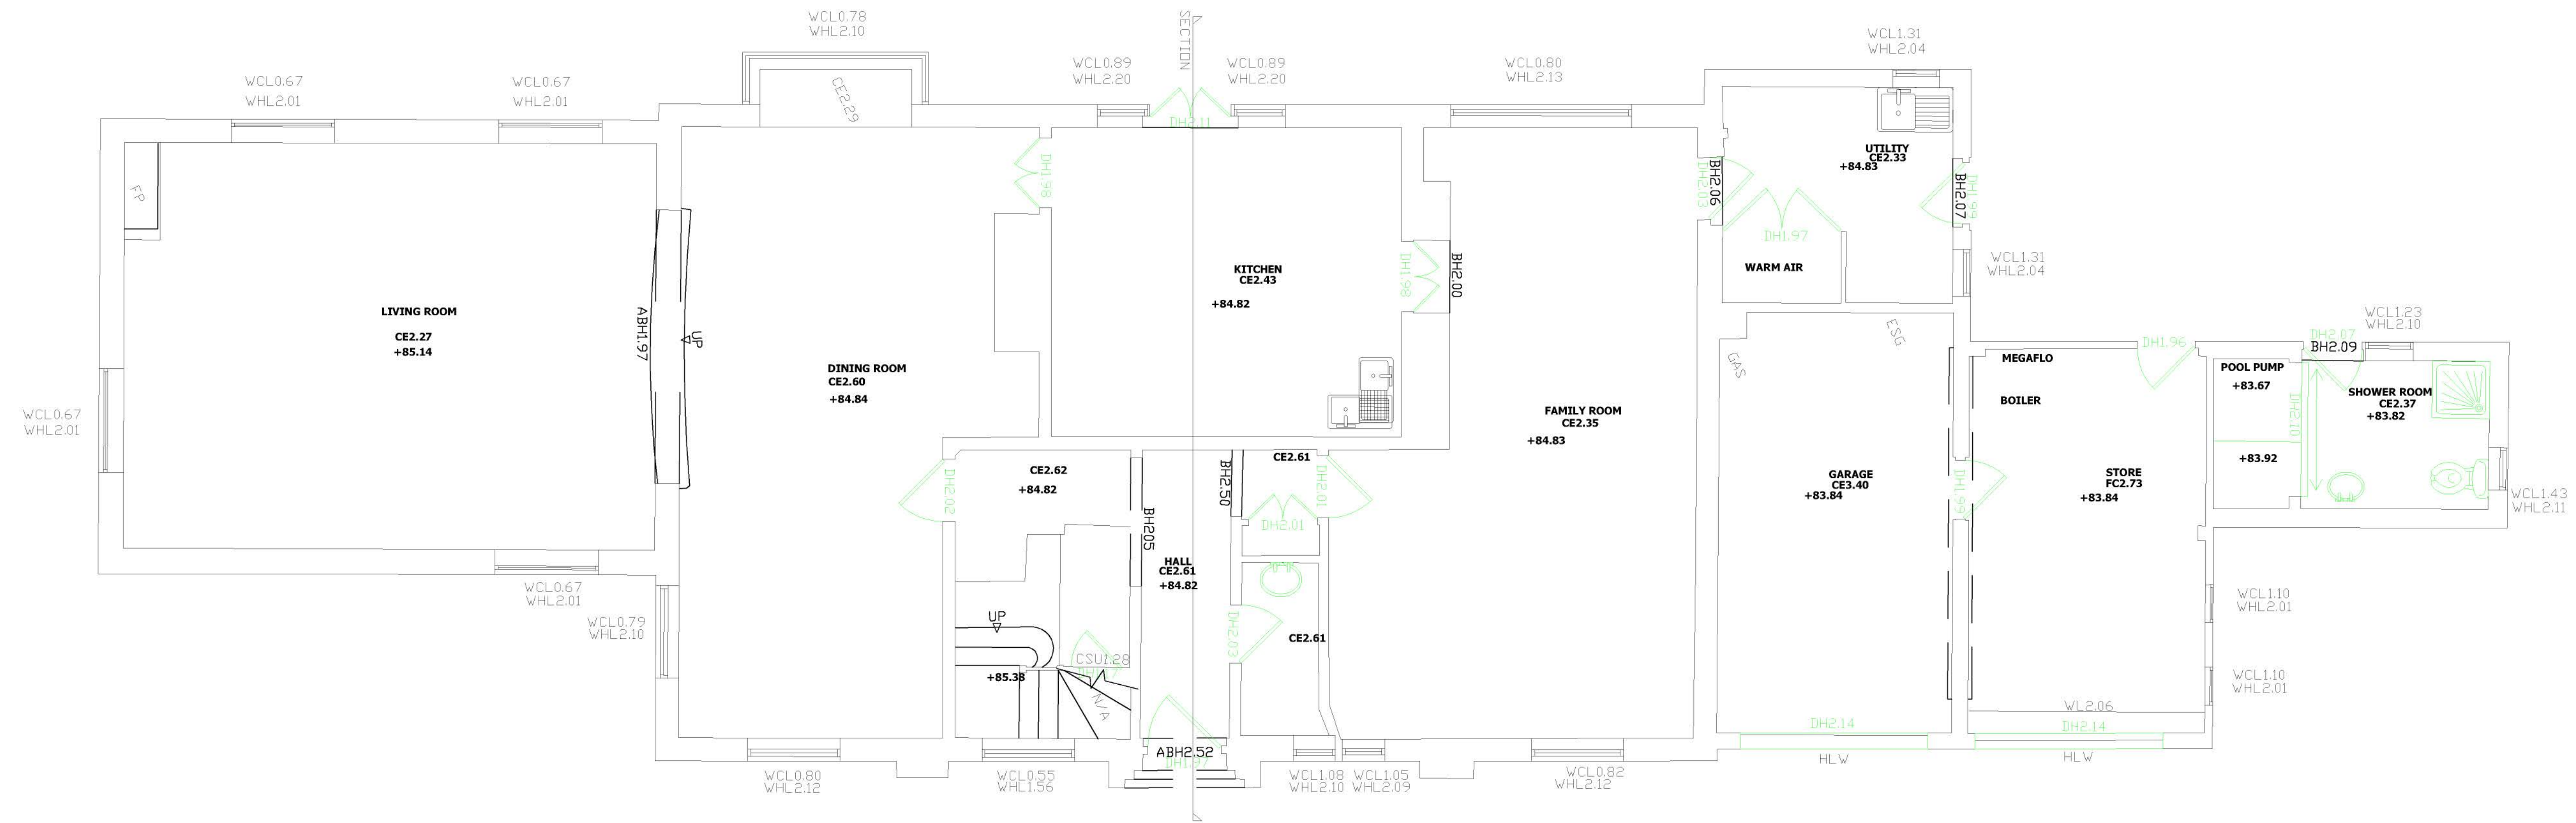 WCL0.78
WHL2.10
SECTION
WCL1.31
WHL2.04
WCL0.67
WHL2.01
WCL0.67
WHL2.01
CE2.29
WCL0.89
WHL2.20
WCL0.89
WHL2.20
WCL0.80
WHL2.13
DH2.11
FP
DH1.98
DH2.03
BH2.06
UTILITY
CE2.33
+84.83
BH2.07
DH1.99
DH1.97
WARM AIR
WCL1.31
WHL2.04
KITCHEN
CE2.43
+84.82
DH1.98
BH2.00
LIVING ROOM
CE2.27
+85.14
ABH1.97
UP
DINING ROOM
CE2.60
+84.84
FAMILY ROOM
CE2.35
+84.83
GAS
ESG
MEGAFLO
BOILER
DH1.96
WCL1.23
WHL2.10
DH2.07
BH2.09
POOL PUMP
+83.67
DH2.10
SHOWER ROOM
CE2.37
+83.82
+83.92
WCL0.67
WHL2.01
WCL1.43
WHL2.11
DH2.02
CE2.62
+84.82
BH205
BH2.50
CE2.61
DH2.01
DH2.01
GARAGE
CE3.40
+83.84
DH1.99
STORE
FC2.73
+83.84
HALL
CE2.61
+84.82
WCL0.67
WHL2.01
WCL0.79
WHL2.10
UP
DH2.03
CE2.61
WCL1.10
WHL2.01
CSU1.28
+85.38
N/A
WCL1.10
WHL2.01
WL2.06
DH2.14
DH2.14
HLW
HLW
ABH2.52
DH1.97
WCL0.80
WHL2.12
WCL0.55
WHL1.56
WCL1.08
WHL2.10
WCL1.05
WHL2.09
WCL0.82
WHL2.12